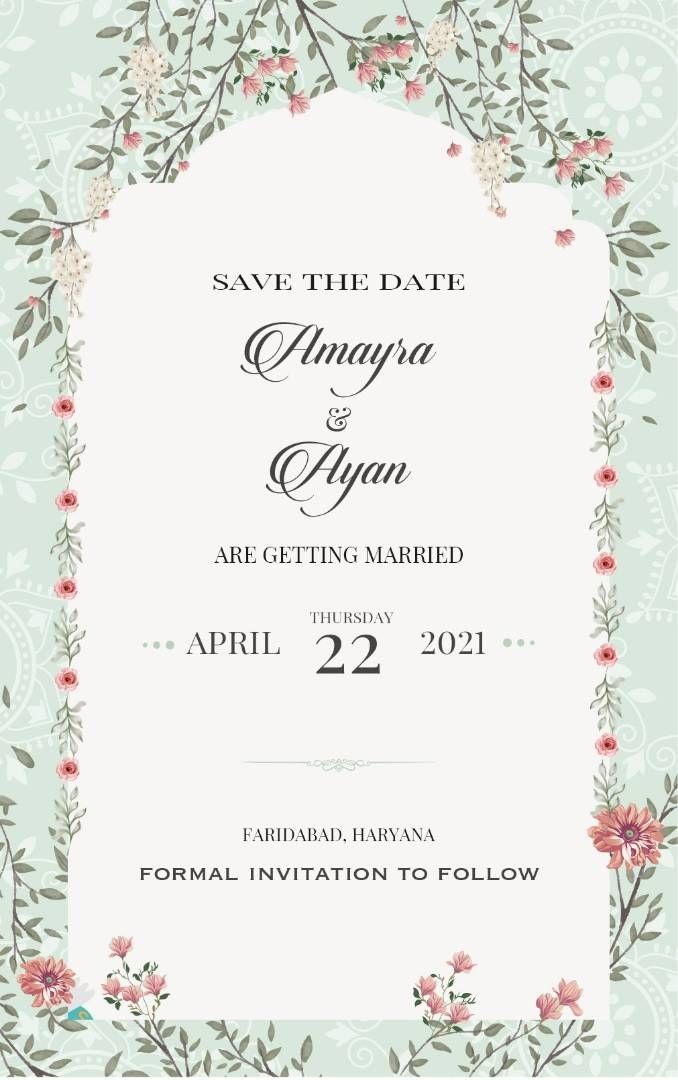 SAVE THE DATE
Amayra
&
Ayan
ARE GETTING MARRIED
THURSDAY
APRIL 22 2021
FARIDABAD, HARYANA
FORMAL INVITATION TO FOLLOW